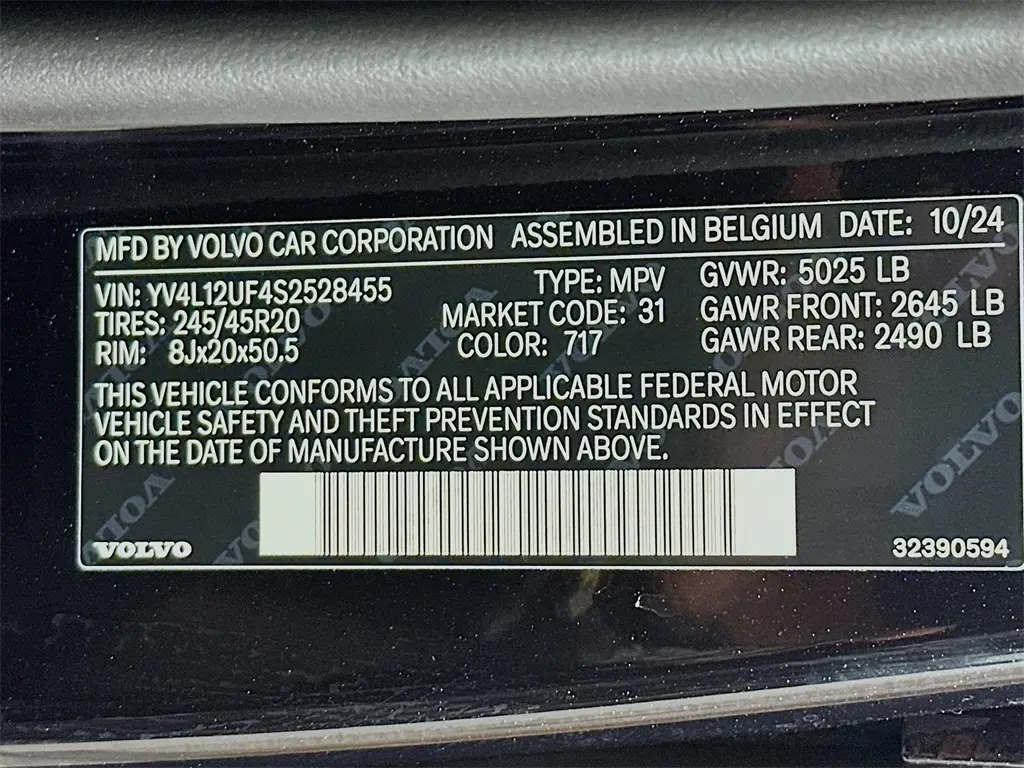 MFD BY VOLVO CAR CORPORATION ASSEMBLED IN BELGIUM DATE: 10/24
VIN: YV4L12UF4S2528455 TYPE: MPV GVWR: 5025 LB
TIRES: 245/45R20 MARKET CODE: 31 GAWR FRONT: 2645 LB
RIM: 8Jx20x50.5 COLOR: 717 GAWR REAR: 2490 LB
THIS VEHICLE CONFORMS TO ALL APPLICABLE FEDERAL MOTOR
VEHICLE SAFETY AND THEFT PREVENTION STANDARDS IN EFFECT
ON THE DATE OF MANUFACTURE SHOWN ABOVE.
VOLVO 32390594